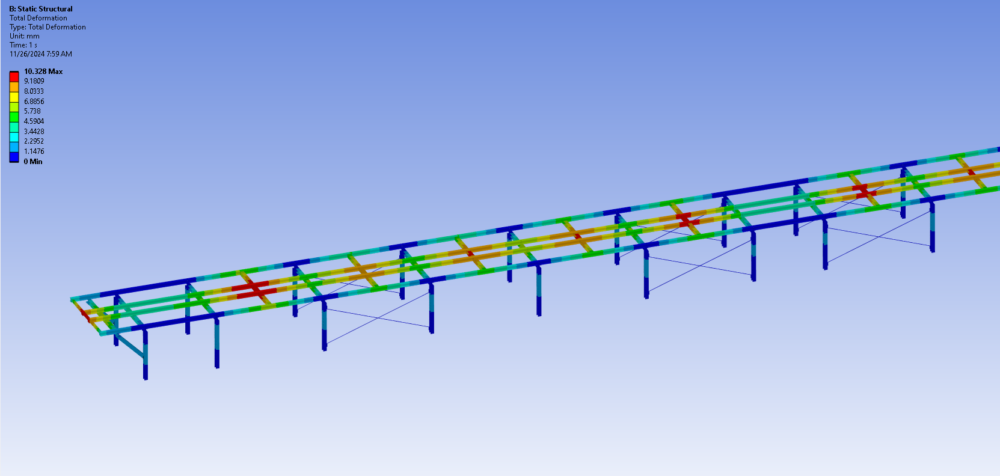 B: Static Structural
Total Deformation
Type: Total Deformation
Unit: mm
Time: 1 s
11/26/2024 7:59 AM
10.328 Max
9.1809
8.0333
6.8856
5.738
4.5904
3.4428
2.2952
1.1476
0 Min